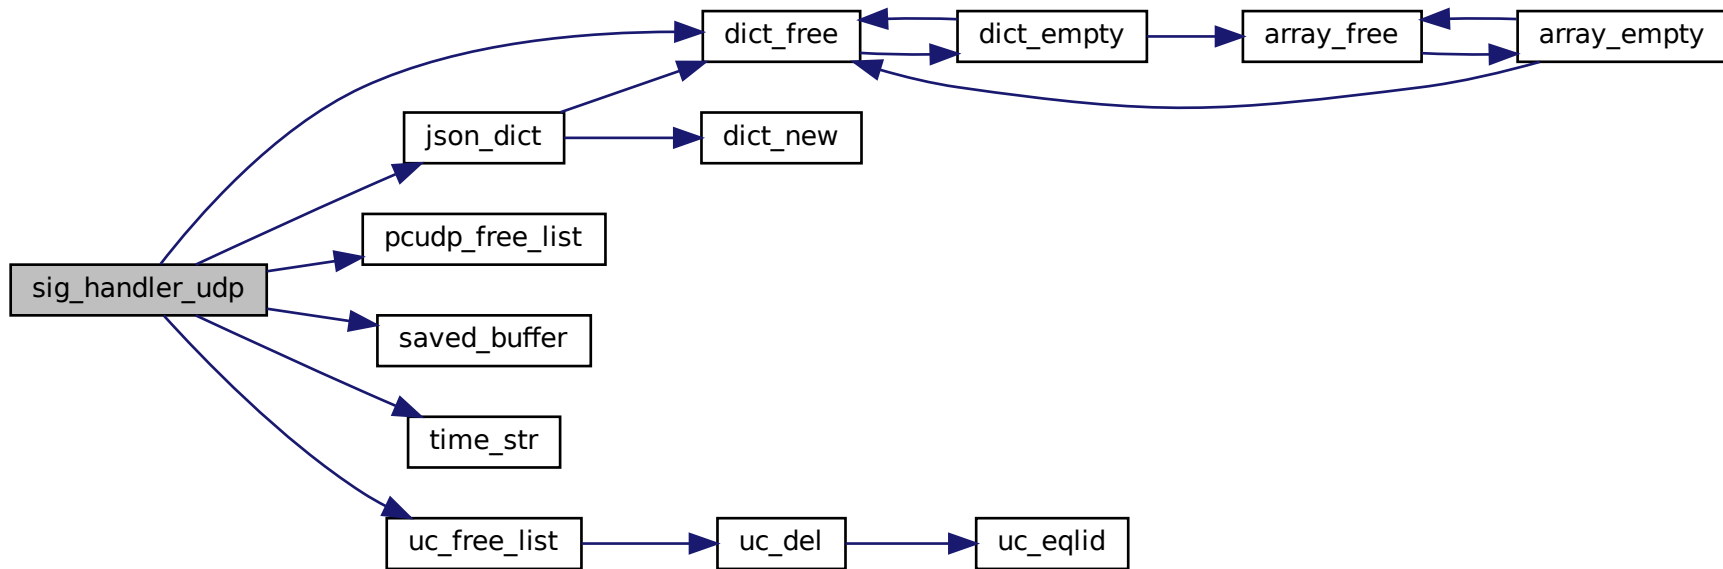 dict_free
dict_empty
array_free
array_empty
json_dict
dict_new
pcudp_free_list
sig_handler_udp
saved_buffer
time_str
uc_free_list
uc_del
uc_eqlid